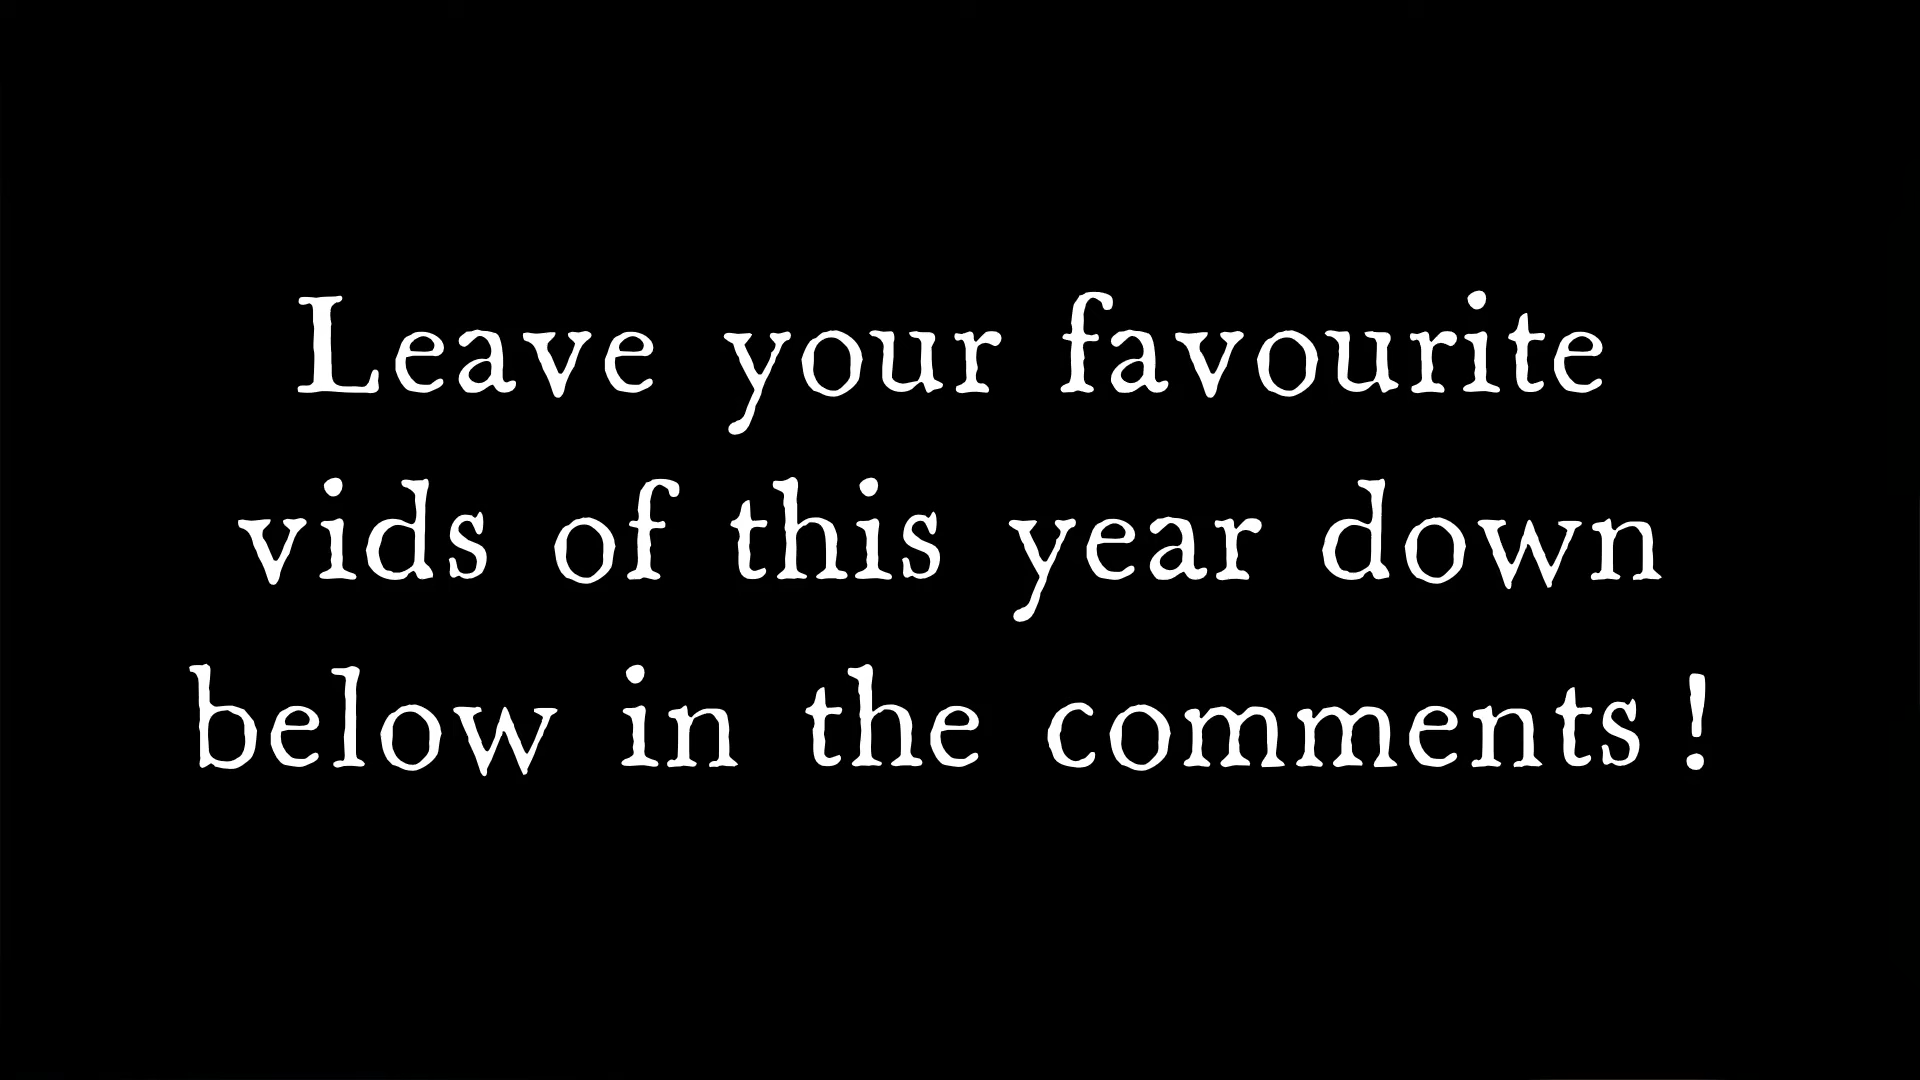 Leave your favourite
vids of this year down
below in the comments !